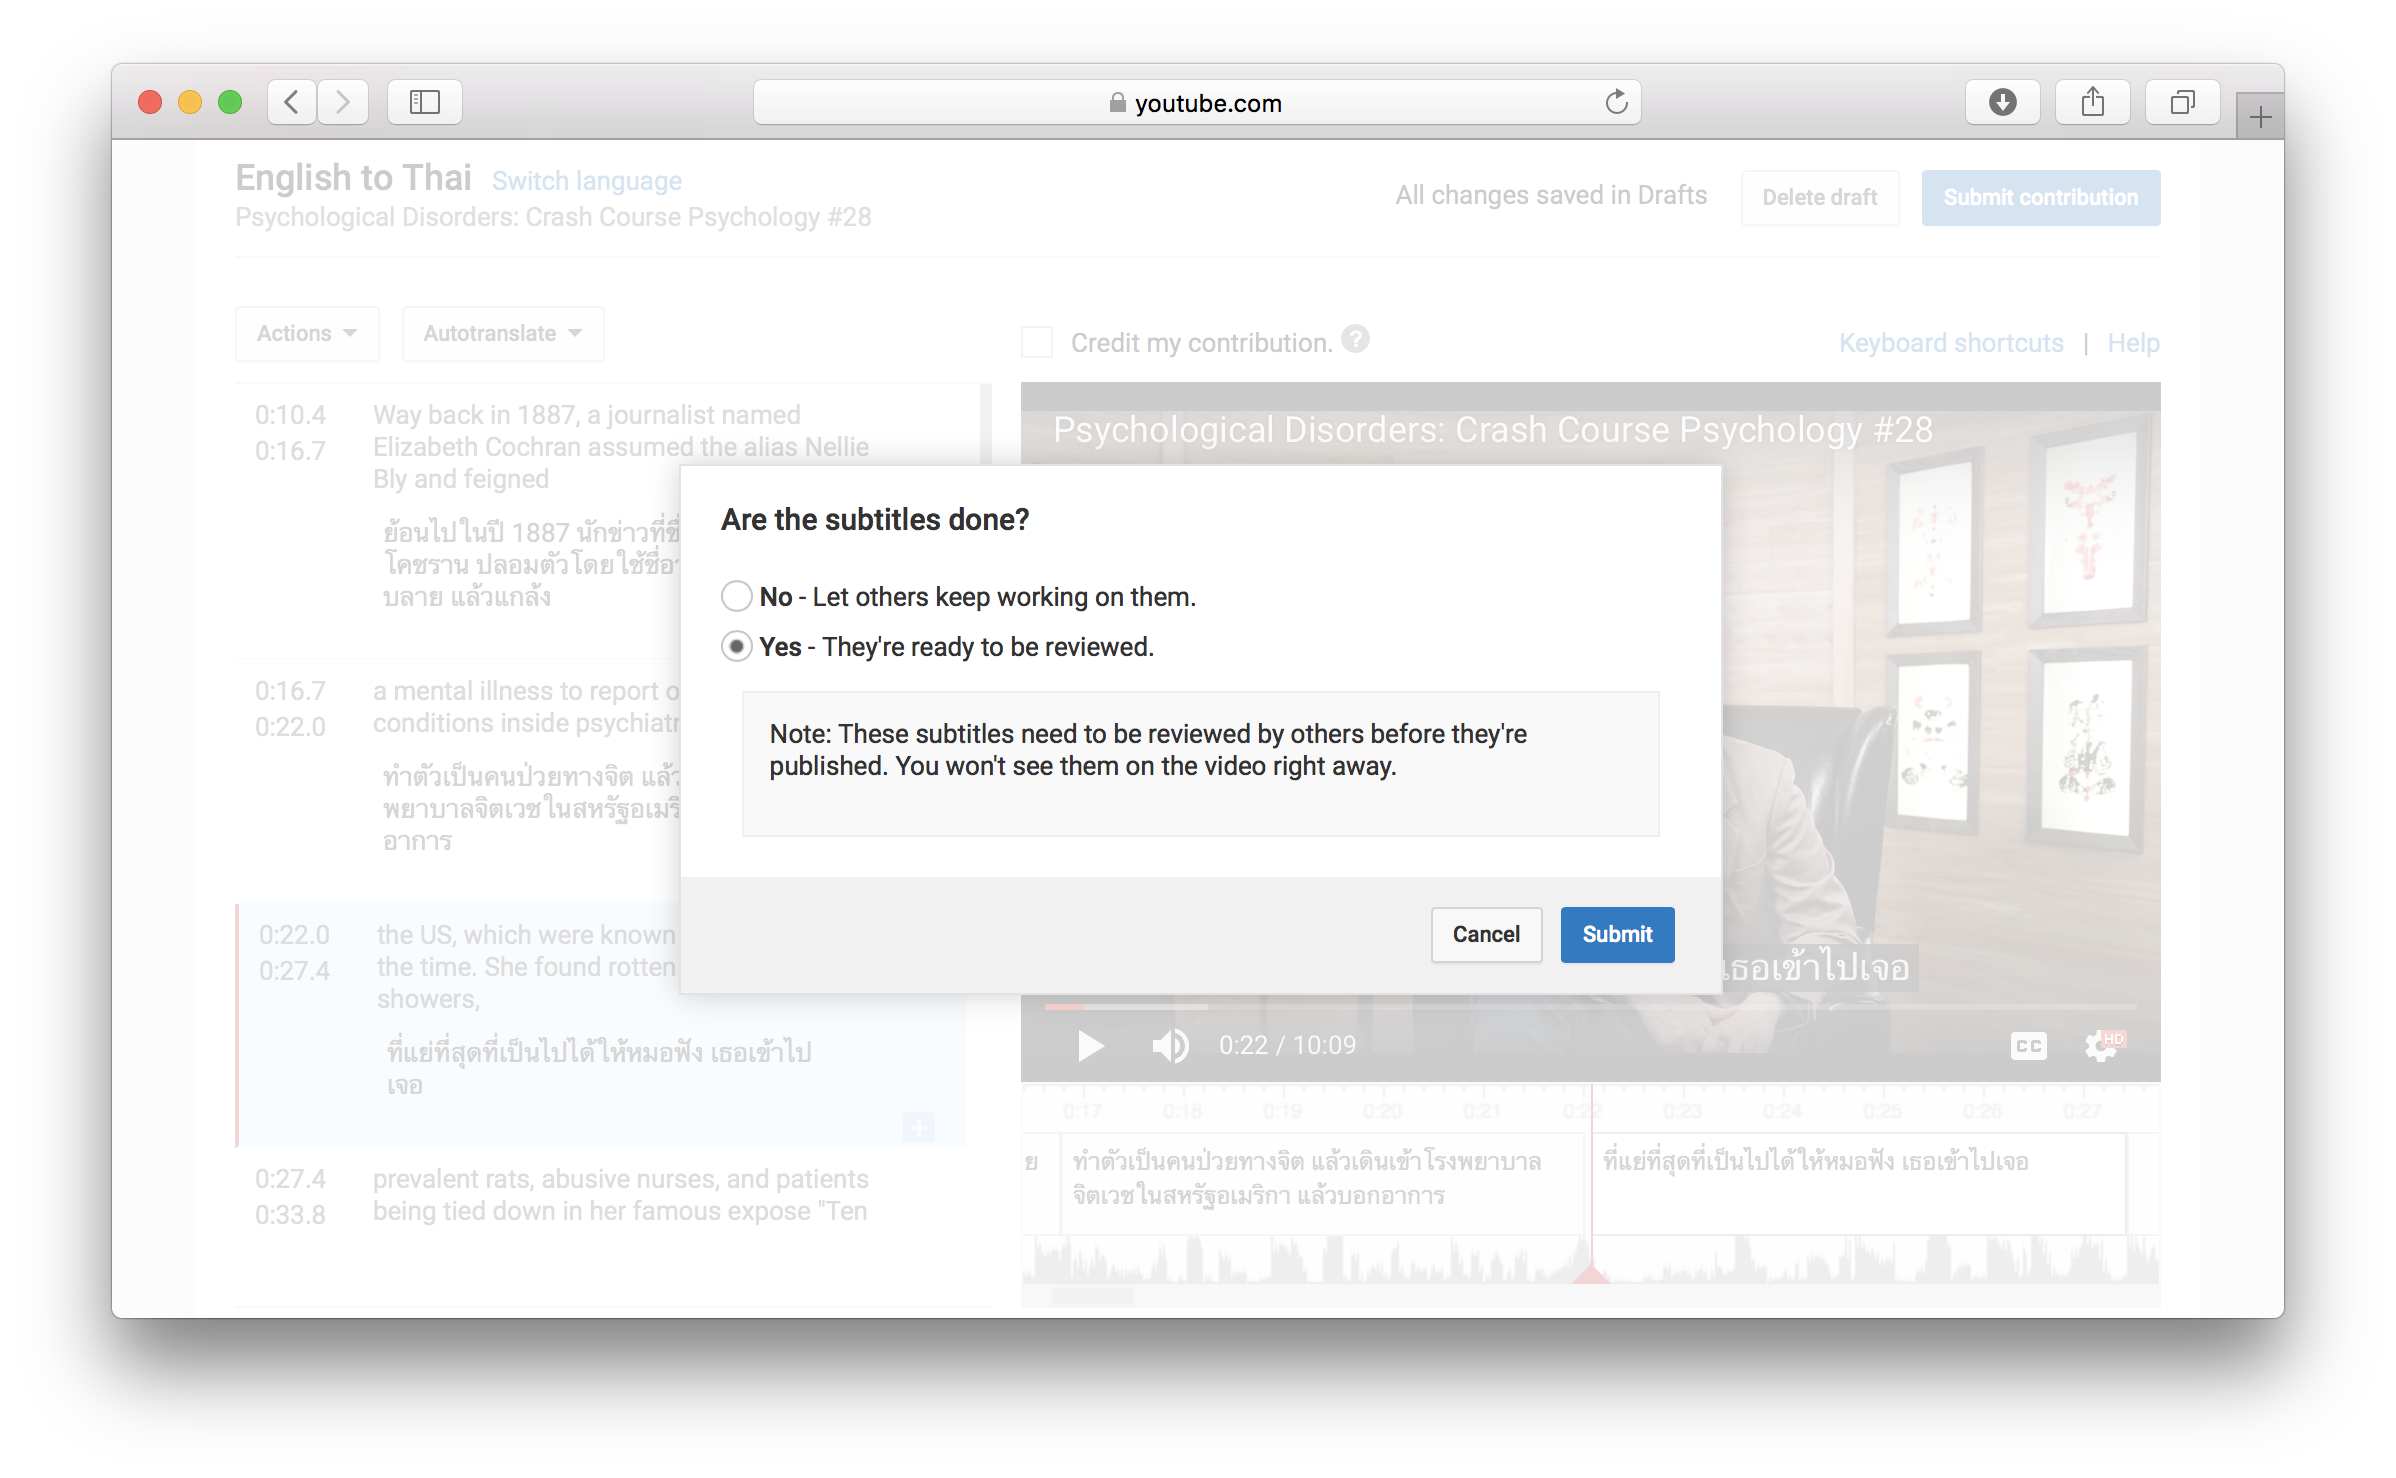 youtube.com
English to Thai Switch language
Psychological Disorders: Crash Course Psychology #28
All changes saved in Drafts
Delete draft
Submit contribution
Actions
Autotranslate
Credit my contribution. ?
Keyboard shortcuts | Help
0:10.4
0:16.7
Way back in 1887, a journalist named
Elizabeth Cochran assumed the alias Nellie
Bly and feigned
ย้อนไปในปี 1887 นักข่าวที่ชื่
โคชราน ปลอมตัวโดยใช้ชื่อ
บลาย แล้วแกล้ง
0:16.7
0:22.0
a mental illness to report o
conditions inside psychiatr
ทำตัวเป็นคนป่วยทางจิต แล้ว
พยาบาลจิตเวชในสหรัฐอเมริ
อาการ
0:22.0
0:27.4
the US, which were known
the time. She found rotten
showers,
ที่แย่ที่สุดที่เป็นไปได้ให้หมอฟัง เธอเข้าไป
เจอ
0:27.4
0:33.8
prevalent rats, abusive nurses, and patients
being tied down in her famous expose "Ten
Psychological Disorders: Crash Course Psychology #28
Are the subtitles done?
No - Let others keep working on them.
Yes - They're ready to be reviewed.
Note: These subtitles need to be reviewed by others before they're
published. You won't see them on the video right away.
Cancel
Submit
เธอเข้าไปเจอ
0:22 / 10:09
CC
HD
0:17 0:18 0:19 0:20 0:21 0:22 0:23 0:24 0:25 0:26 0:27
ย
ทำตัวเป็นคนป่วยทางจิต แล้วเดินเข้าโรงพยาบาล
จิตเวชในสหรัฐอเมริกา แล้วบอกอาการ
ที่แย่ที่สุดที่เป็นไปได้ให้หมอฟัง เธอเข้าไปเจอ